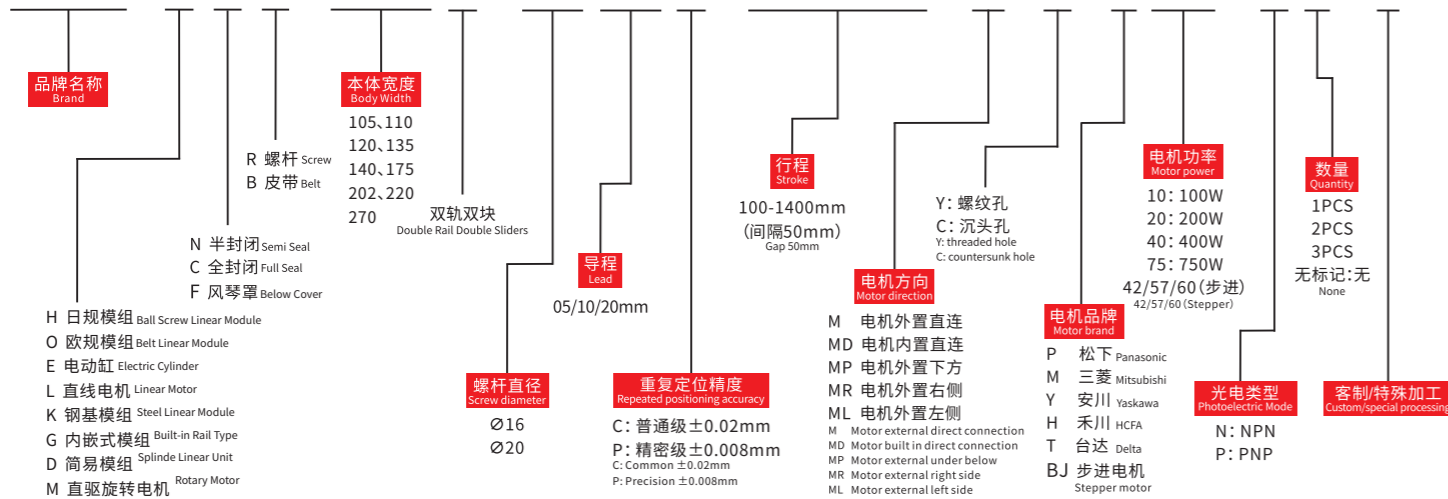 品牌名称
Brand
H 日规模组 Ball Screw Linear Module
O 欧规模组 Belt Linear Module
E 电动缸 Electric Cylinder
L 直线电机 Linear Motor
K 钢基模组 Steel Linear Module
G 内嵌式模组 Built-in Rail Type
D 简易模组 Splinde Linear Unit
M 直驱旋转电机 Rotary Motor
N 半封闭 Semi Seal
C 全封闭 Full Seal
F 风琴罩 Below Cover
R 螺杆 Screw
B 皮带 Belt
本体宽度
Body Width
105、110
120、135
140、175
202、220
270
双轨双块
Double Rail Double Sliders
螺杆直径
Screw diameter
Ø16
Ø20
导程
Lead
05/10/20mm
重复定位精度
Repeated positioning accuracy
C：普通级±0.02mm
P：精密级±0.008mm
C: Common ±0.02mm
P: Precision ±0.008mm
行程
Stroke
100-1400mm
（间隔50mm）
Gap 50mm
电机方向
Motor direction
M 电机外置直连
MD 电机内置直连
MP 电机外置下方
MR 电机外置右侧
ML 电机外置左侧
M Motor external direct connection
MD Motor built in direct connection
MP Motor external under below
MR Motor external right side
ML Motor external left side
Y：螺纹孔
C：沉头孔
Y: threaded hole
C: countersunk hole
电机品牌
Motor brand
P 松下 Panasonic
M 三菱 Mitsubishi
Y 安川 Yaskawa
H 禾川 HCFA
T 台达 Delta
BJ 步进电机
Stepper motor
电机功率
Motor power
10：100W
20：200W
40：400W
75：750W
42/57/60（步进）
42/57/60（Stepper）
光电类型
Photoelectric Mode
N：NPN
P：PNP
数量
Quantity
1PCS
2PCS
3PCS
无标记：无
None
客制/特殊加工
Custom/special processing